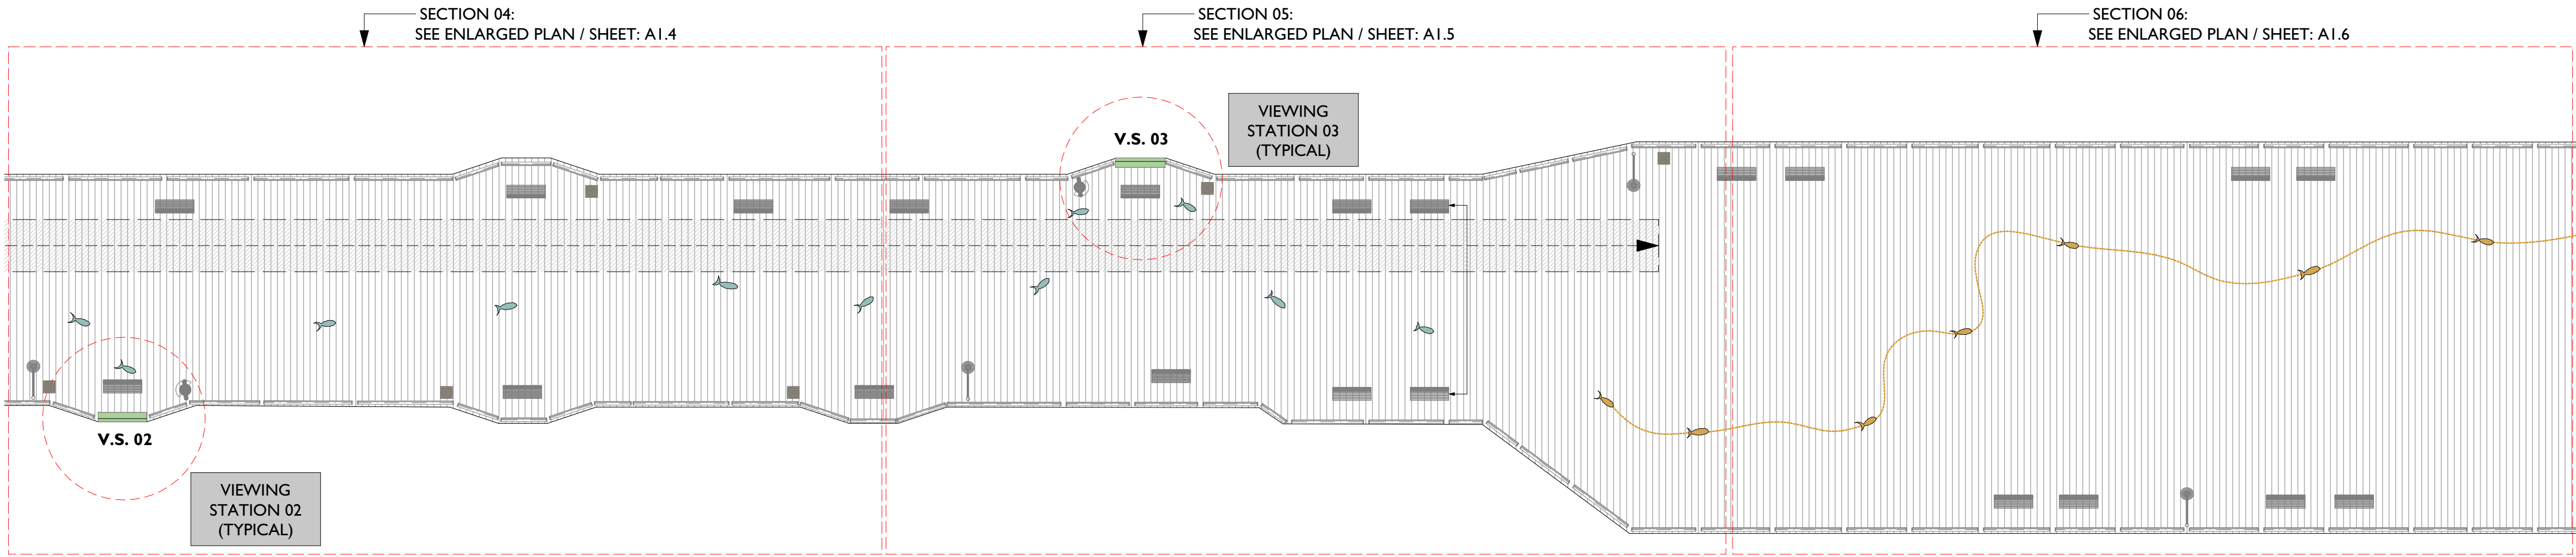 SECTION 04:
SEE ENLARGED PLAN / SHEET: A1.4
SECTION 05:
SEE ENLARGED PLAN / SHEET: A1.5
SECTION 06:
SEE ENLARGED PLAN / SHEET: A1.6
VIEWING
STATION 03
(TYPICAL)
V.S. 03
V.S. 02
VIEWING
STATION 02
(TYPICAL)